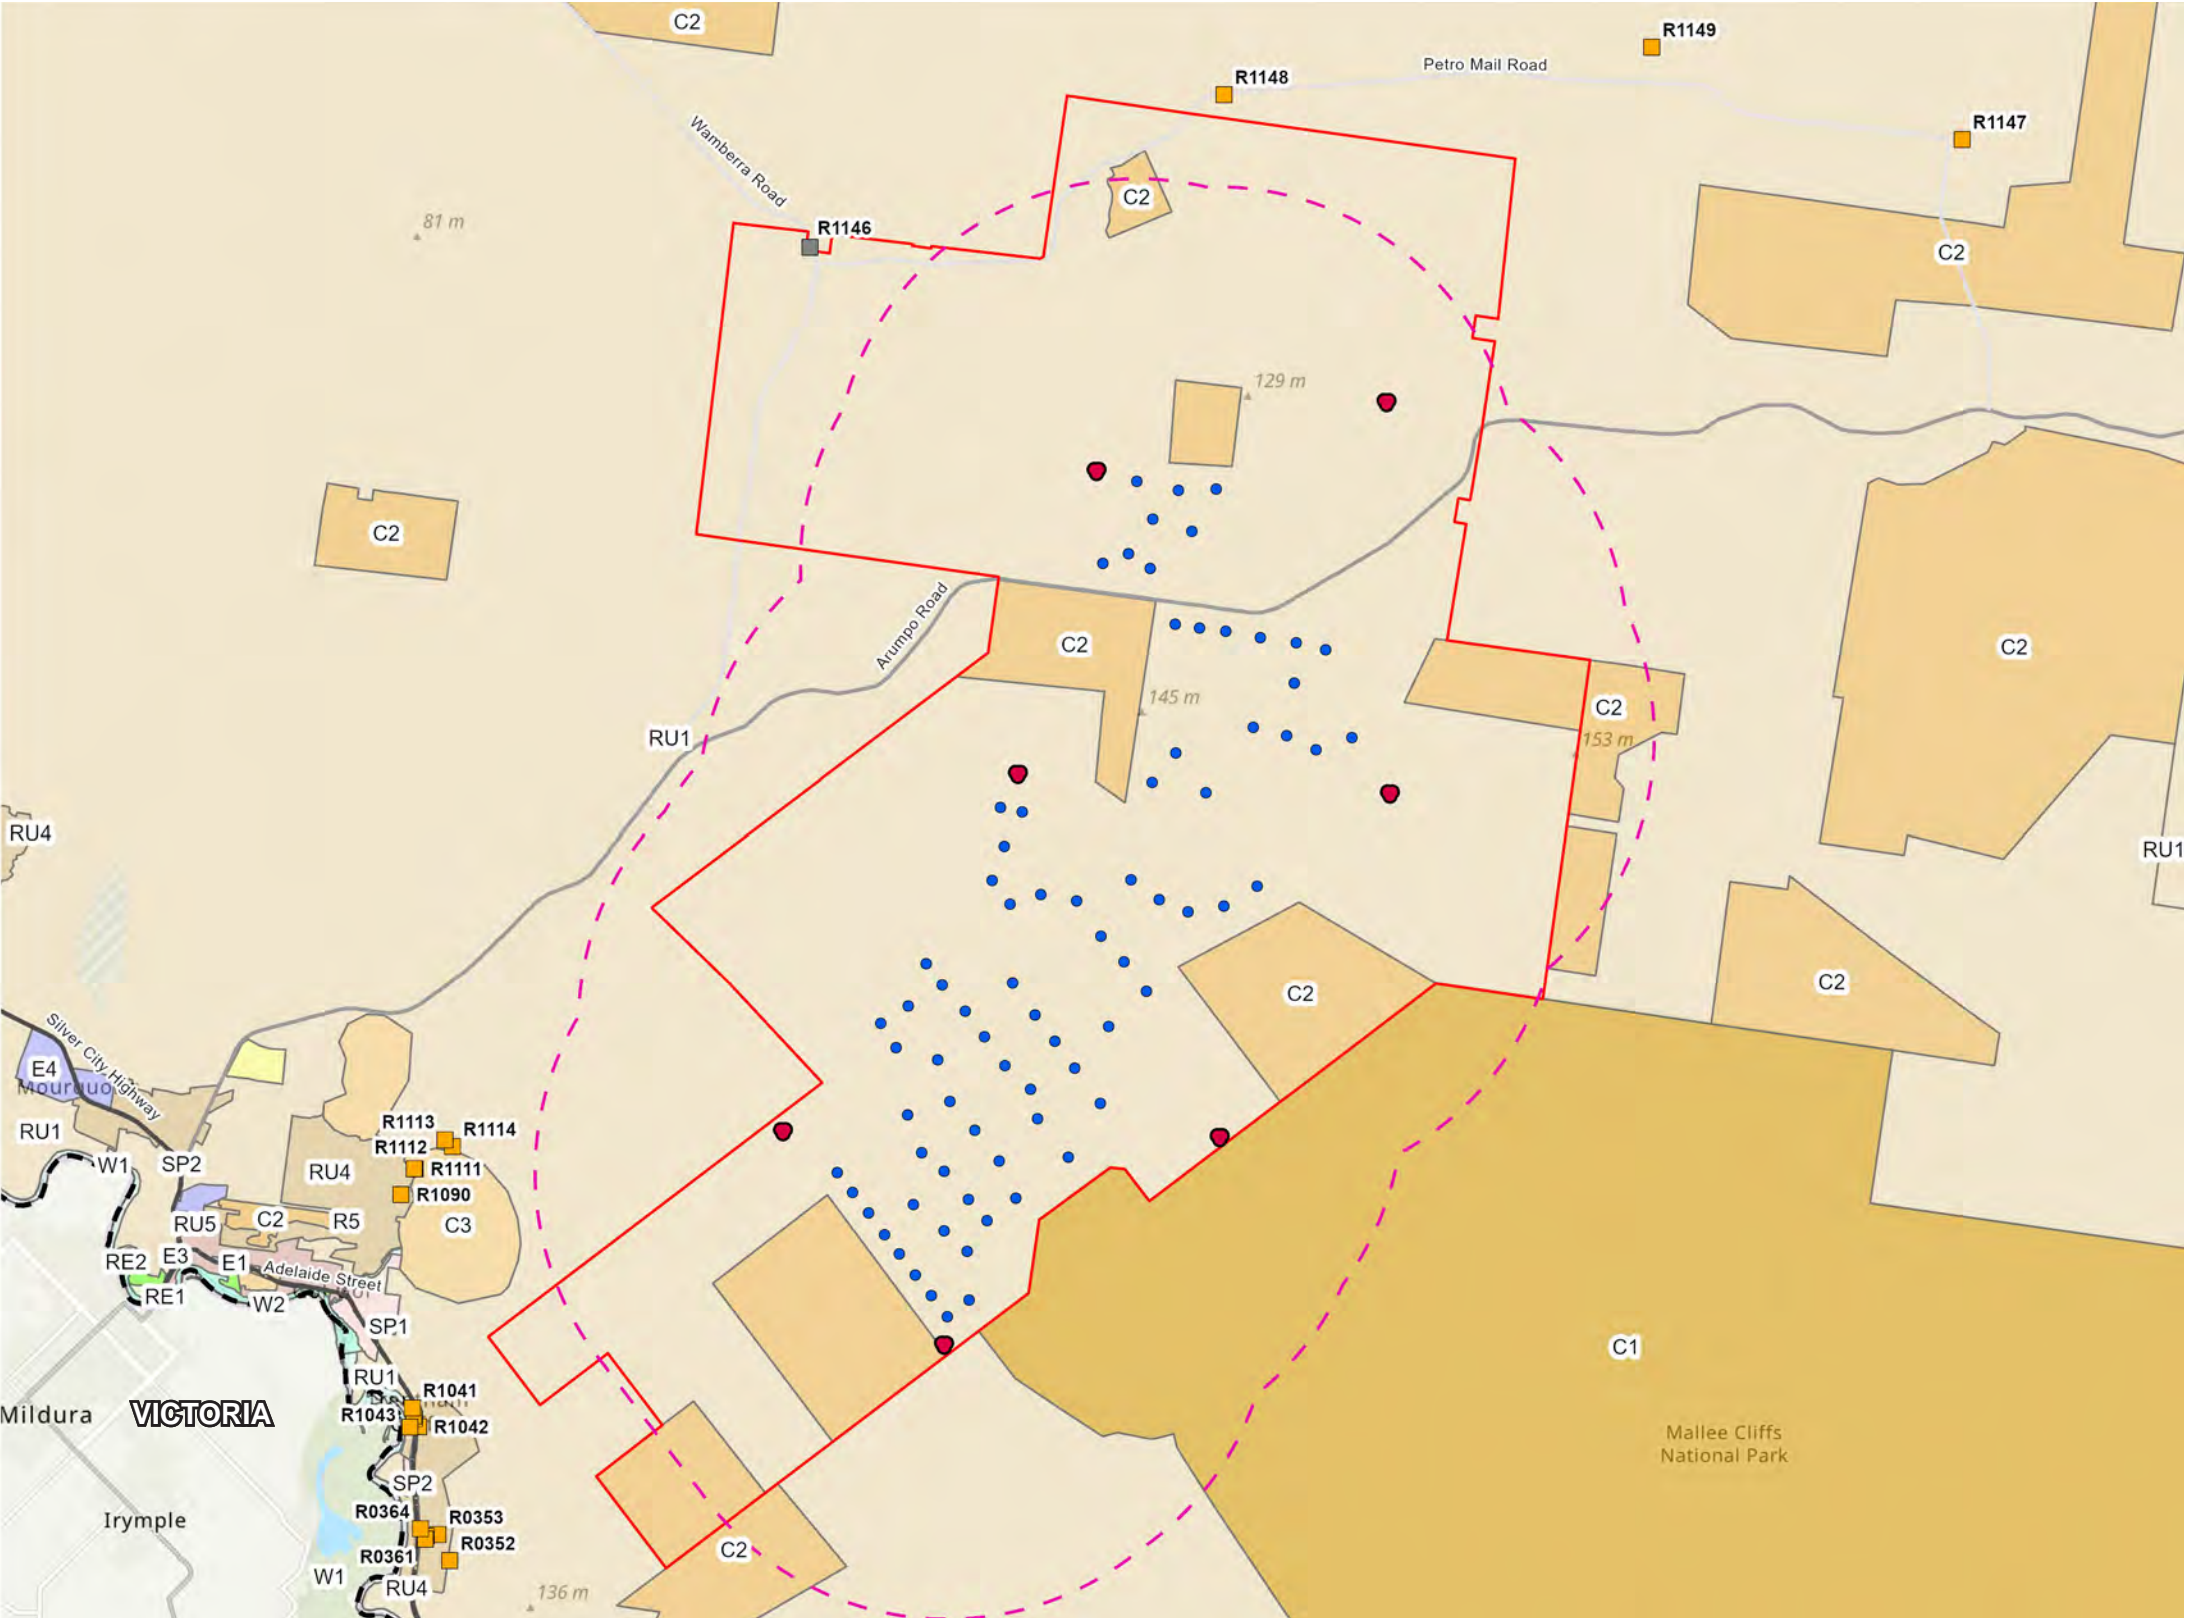 C2
R1149
Petro Mail Road
R1148
R1147
Wamberra Road
C2
81 m
R1146
C2
129 m
C2
Arumpo Road
C2
C2
145 m
C2
RU1
153 m
RU4
RU1
C2
C2
Silver City Highway
E4
R1113
R1114
RU1
R1112
W1
SP2
RU4
R1111
R1090
RU5
C2
R5
C3
RE2
E3
E1
Adelaide Street
RE1
W2
SP1
C1
RU1
R1041
Mildura
VICTORIA
R1043
R1042
Mallee Cliffs
National Park
SP2
R0364
R0353
Irymple
R0352
C2
R0361
W1
RU4
136 m